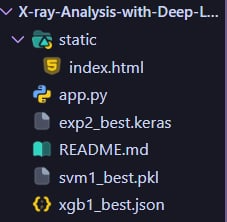 X-ray-Analysis-with-Deep-L...
static
index.html
app.py
exp2_best.keras
README.md
svm1_best.pkl
xgb1_best.json